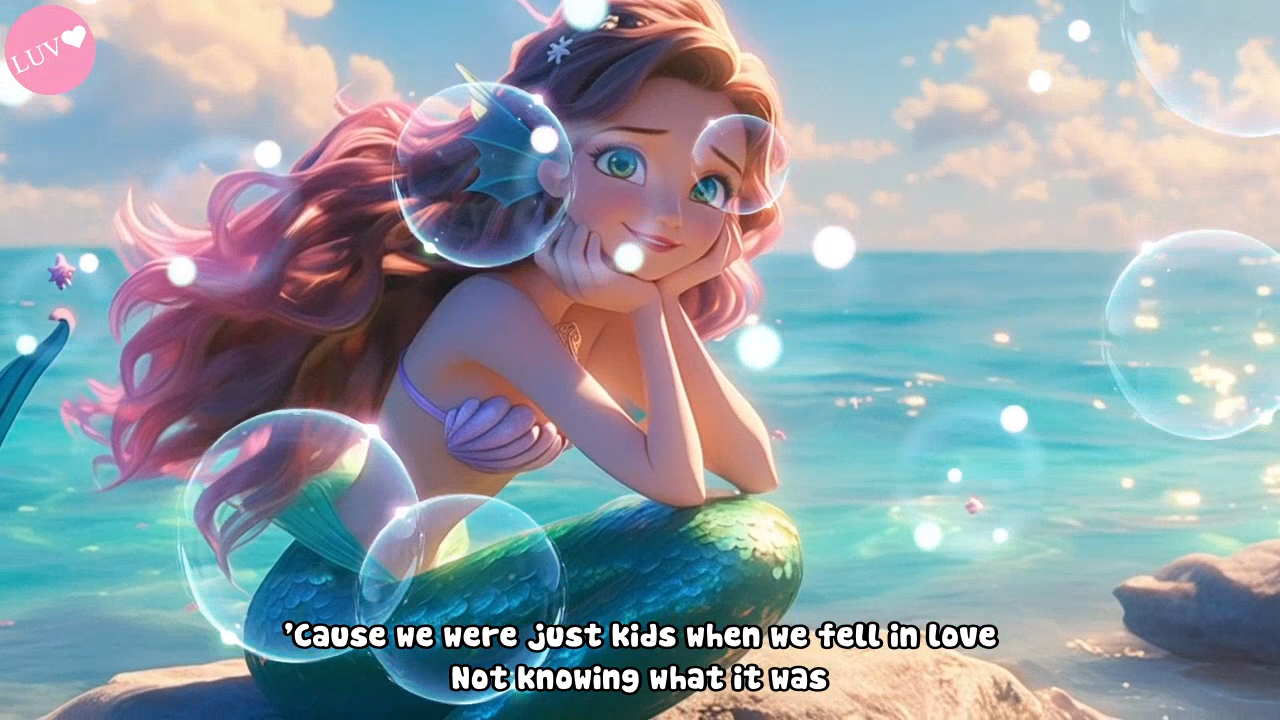 LUV
'Cause we were just kids when we fell in love
Not knowing what it was